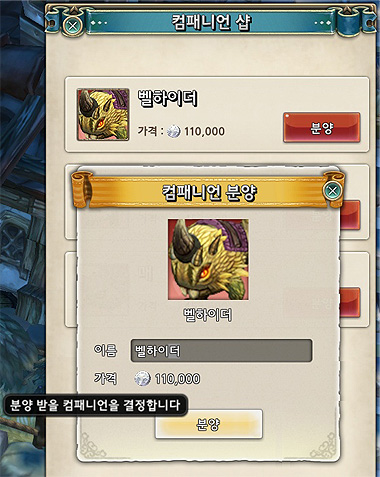 컴패니언 샵
벨하이더
가격 : 110,000
분양
컴패니언 분양
벨하이더
이름 벨하이더
가격 110,000
분양 받을 컴패니언을 결정합니다
분양